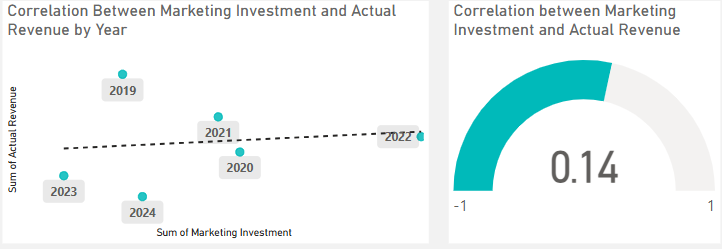 Correlation Between Marketing Investment and Actual
Revenue by Year
Sum of Actual Revenue
2019
2021
2022
2020
2023
2024
Sum of Marketing Investment
Correlation between Marketing
Investment and Actual Revenue
0.14
-1
1